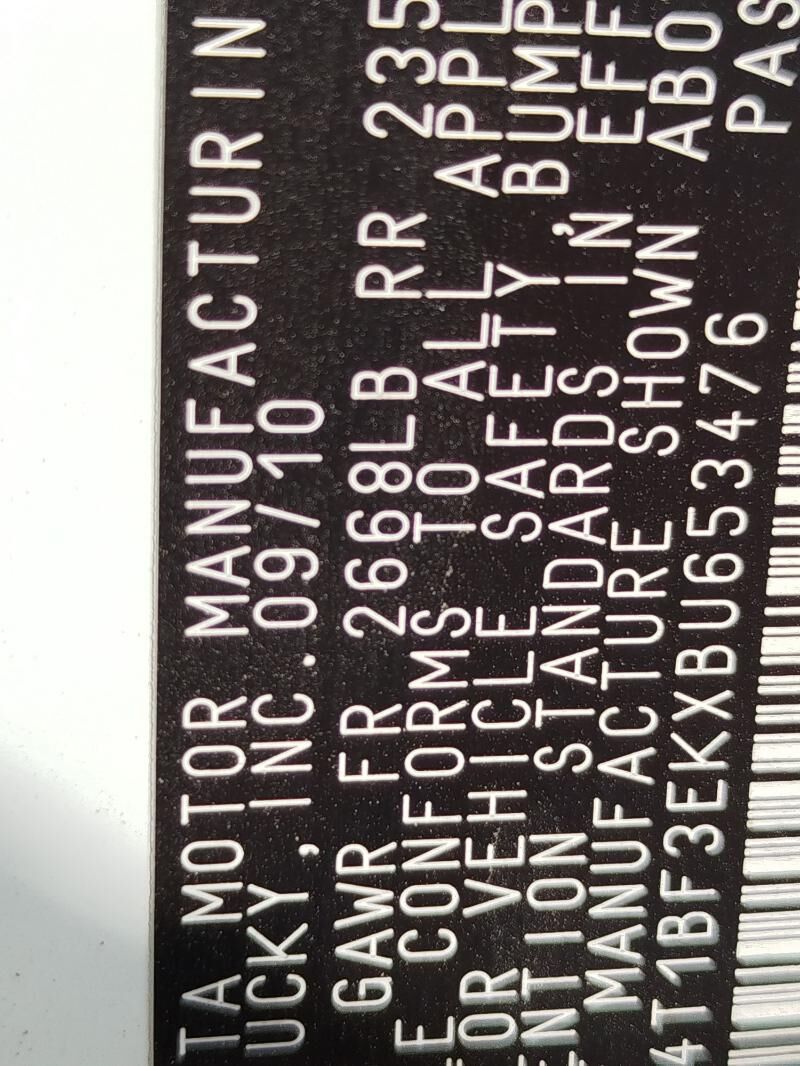 TA MOTOR MANUFACTURIN
UCKY, INC. 09/10
GAWR FR 2668LB RR 235
E CONFORMS TO ALL APPL
FOR VEHICLE SAFETY, BUMP
ENTION STANDARDS IN EFF
MANUFACTURE SHOWN ABO
4T1BF3EKXBU653476 PAS